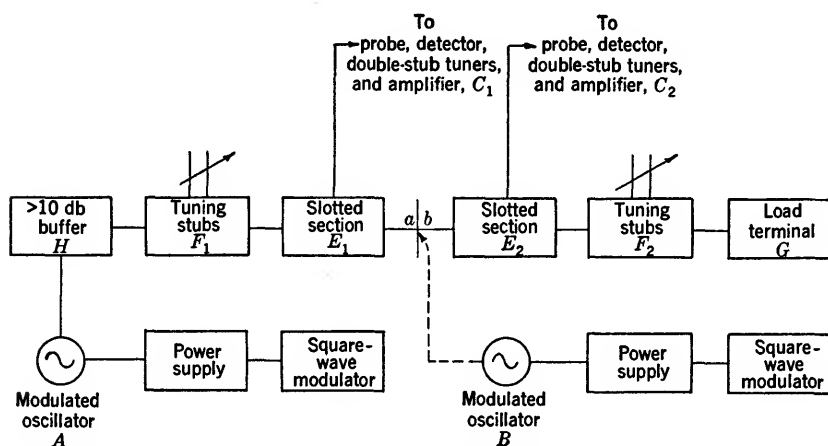 To
probe, detector,
double-stub tuners,
and amplifier, C1
To
probe, detector,
double-stub tuners,
and amplifier, C2
>10 db
buffer
H
Tuning
stubs
F1
Slotted
section
E1
a b
Slotted
section
E2
Tuning
stubs
F2
Load
terminal
G
Modulated
oscillator
A
Power
supply
Square-
wave
modulator
Modulated
oscillator
B
Power
supply
Square-
wave
modulator